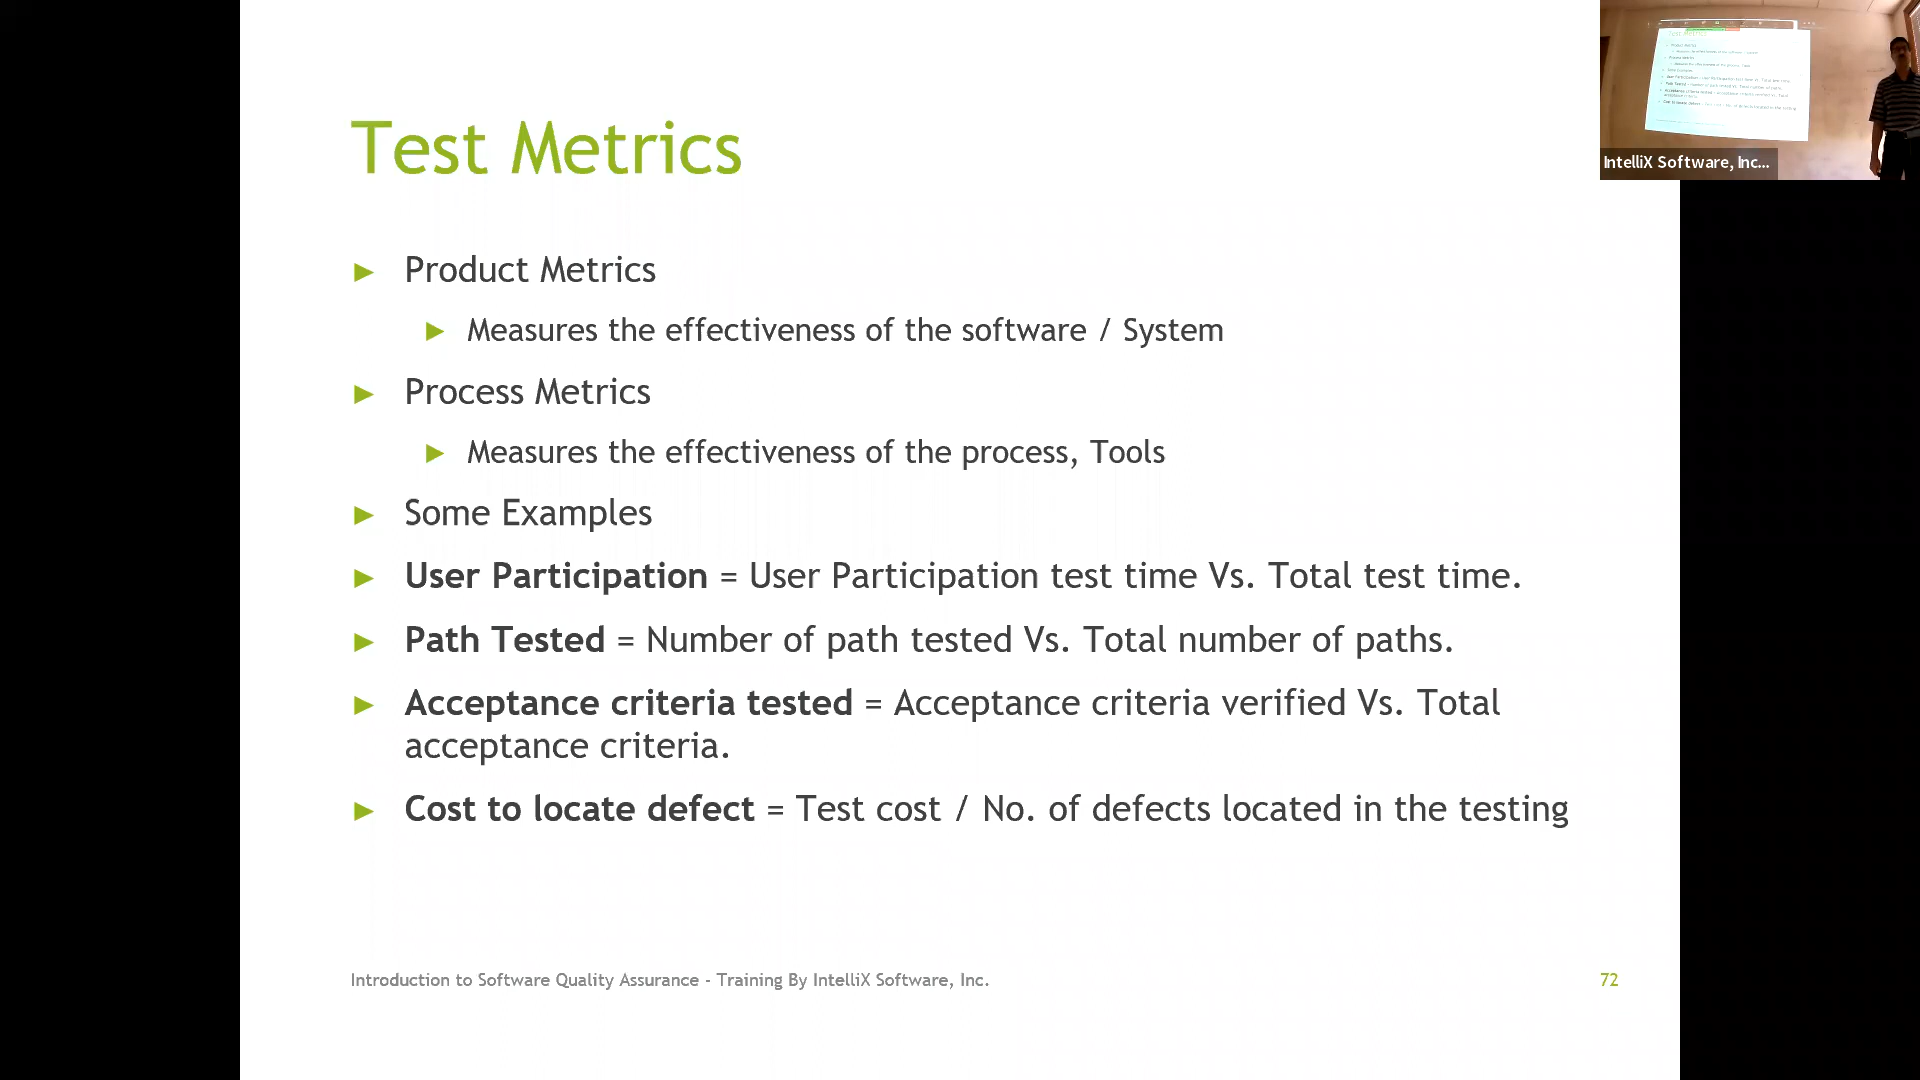 Test Metrics
► Product Metrics
► Measures the effectiveness of the software / System
► Process Metrics
► Measures the effectiveness of the process, Tools
► Some Examples
► User Participation = User Participation test time Vs. Total test time.
► Path Tested = Number of path tested Vs. Total number of paths.
► Acceptance criteria tested = Acceptance criteria verified Vs. Total
acceptance criteria.
► Cost to locate defect = Test cost / No. of defects located in the testing
Introduction to Software Quality Assurance - Training By IntelliX Software, Inc.
72
IntelliX Software, Inc...
Test Metrics